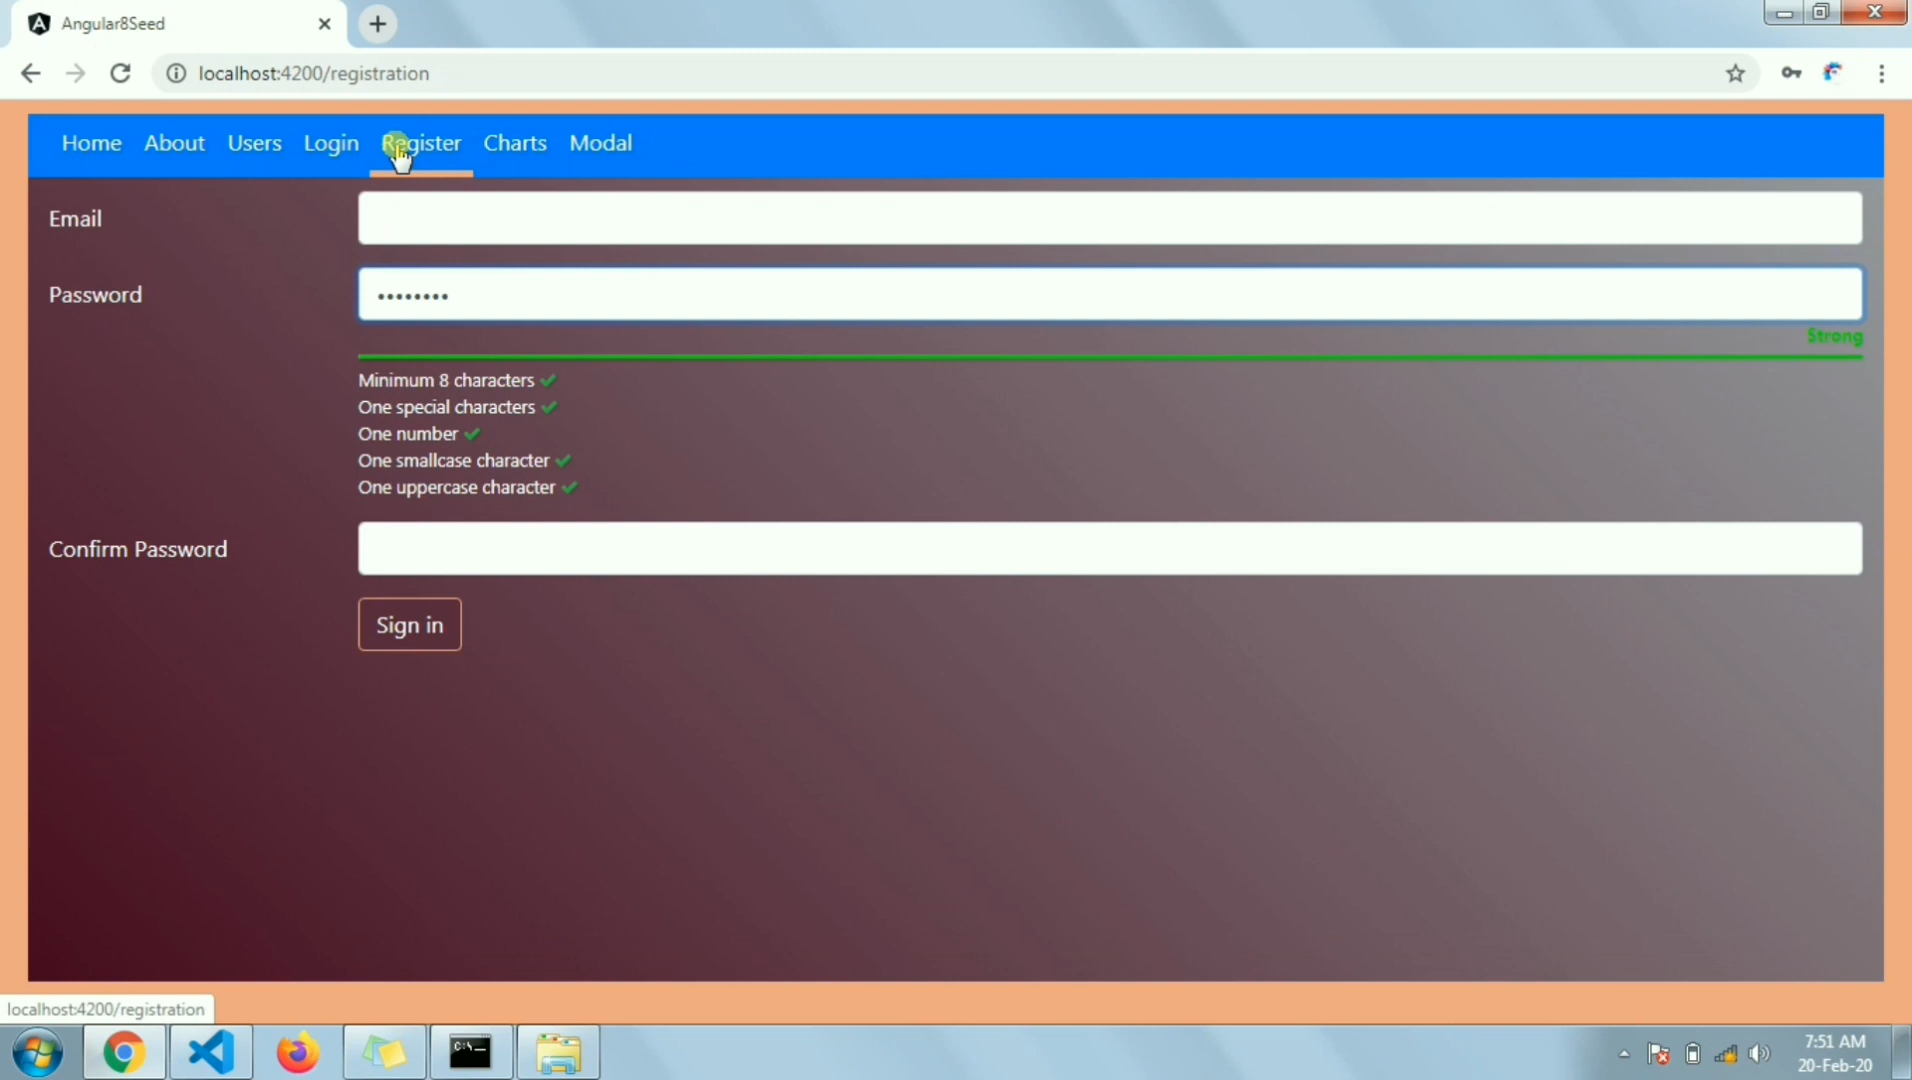 Angular8Seed
localhost:4200/registration
Home About Users Login Register Charts Modal
Email
Password
••••••••
Strong
Minimum 8 characters
One special characters
One number
One smallcase character
One uppercase character
Confirm Password
Sign in
localhost:4200/registration
C:\_
7:51 AM
20-Feb-20